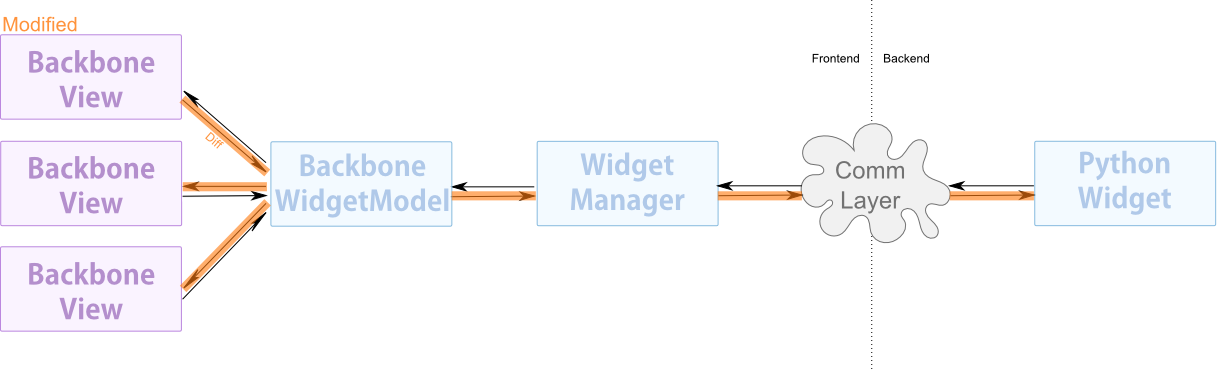 Modified
Backbone
View
Diff
Backbone
View
Backbone
View
Backbone
WidgetModel
Widget
Manager
Frontend
Backend
Comm
Layer
Python
Widget